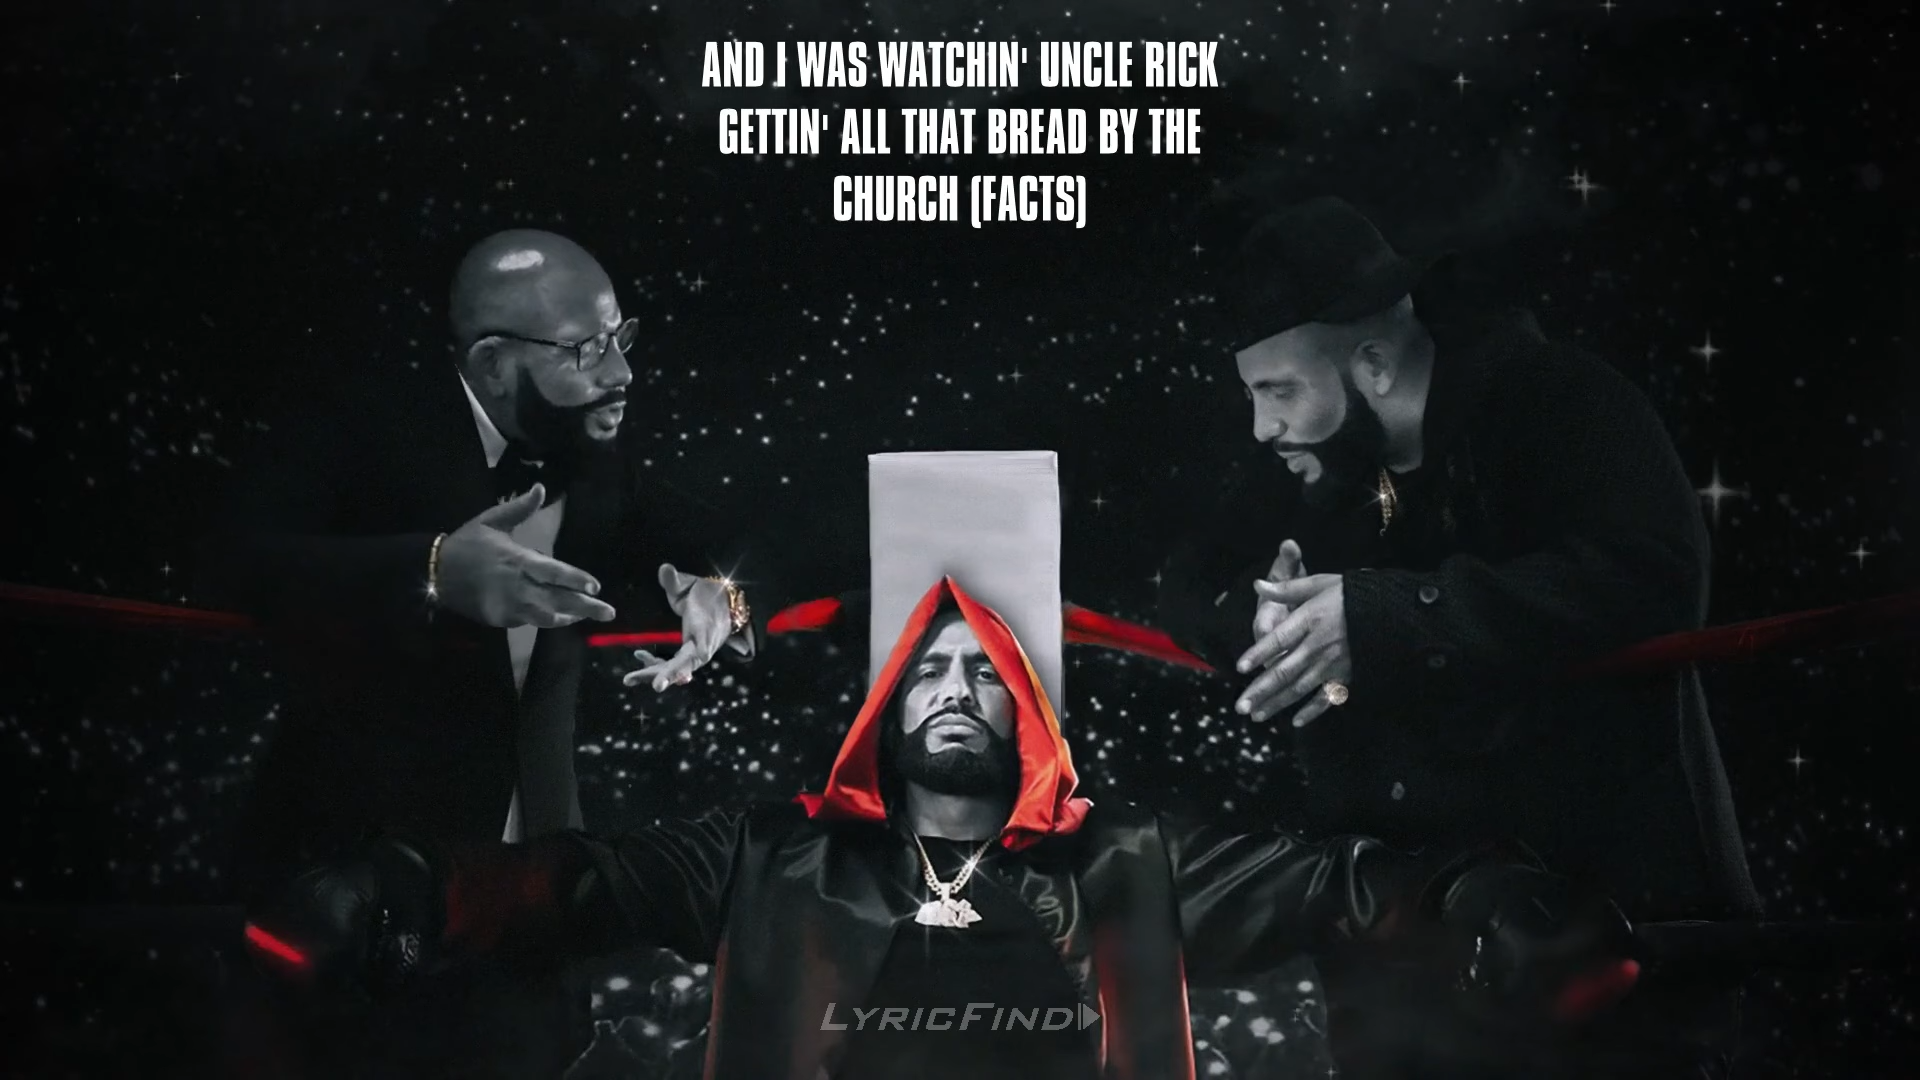 AND I WAS WATCHIN' UNCLE RICK
GETTIN' ALL THAT BREAD BY THE
CHURCH (FACTS)
LYRICFIND